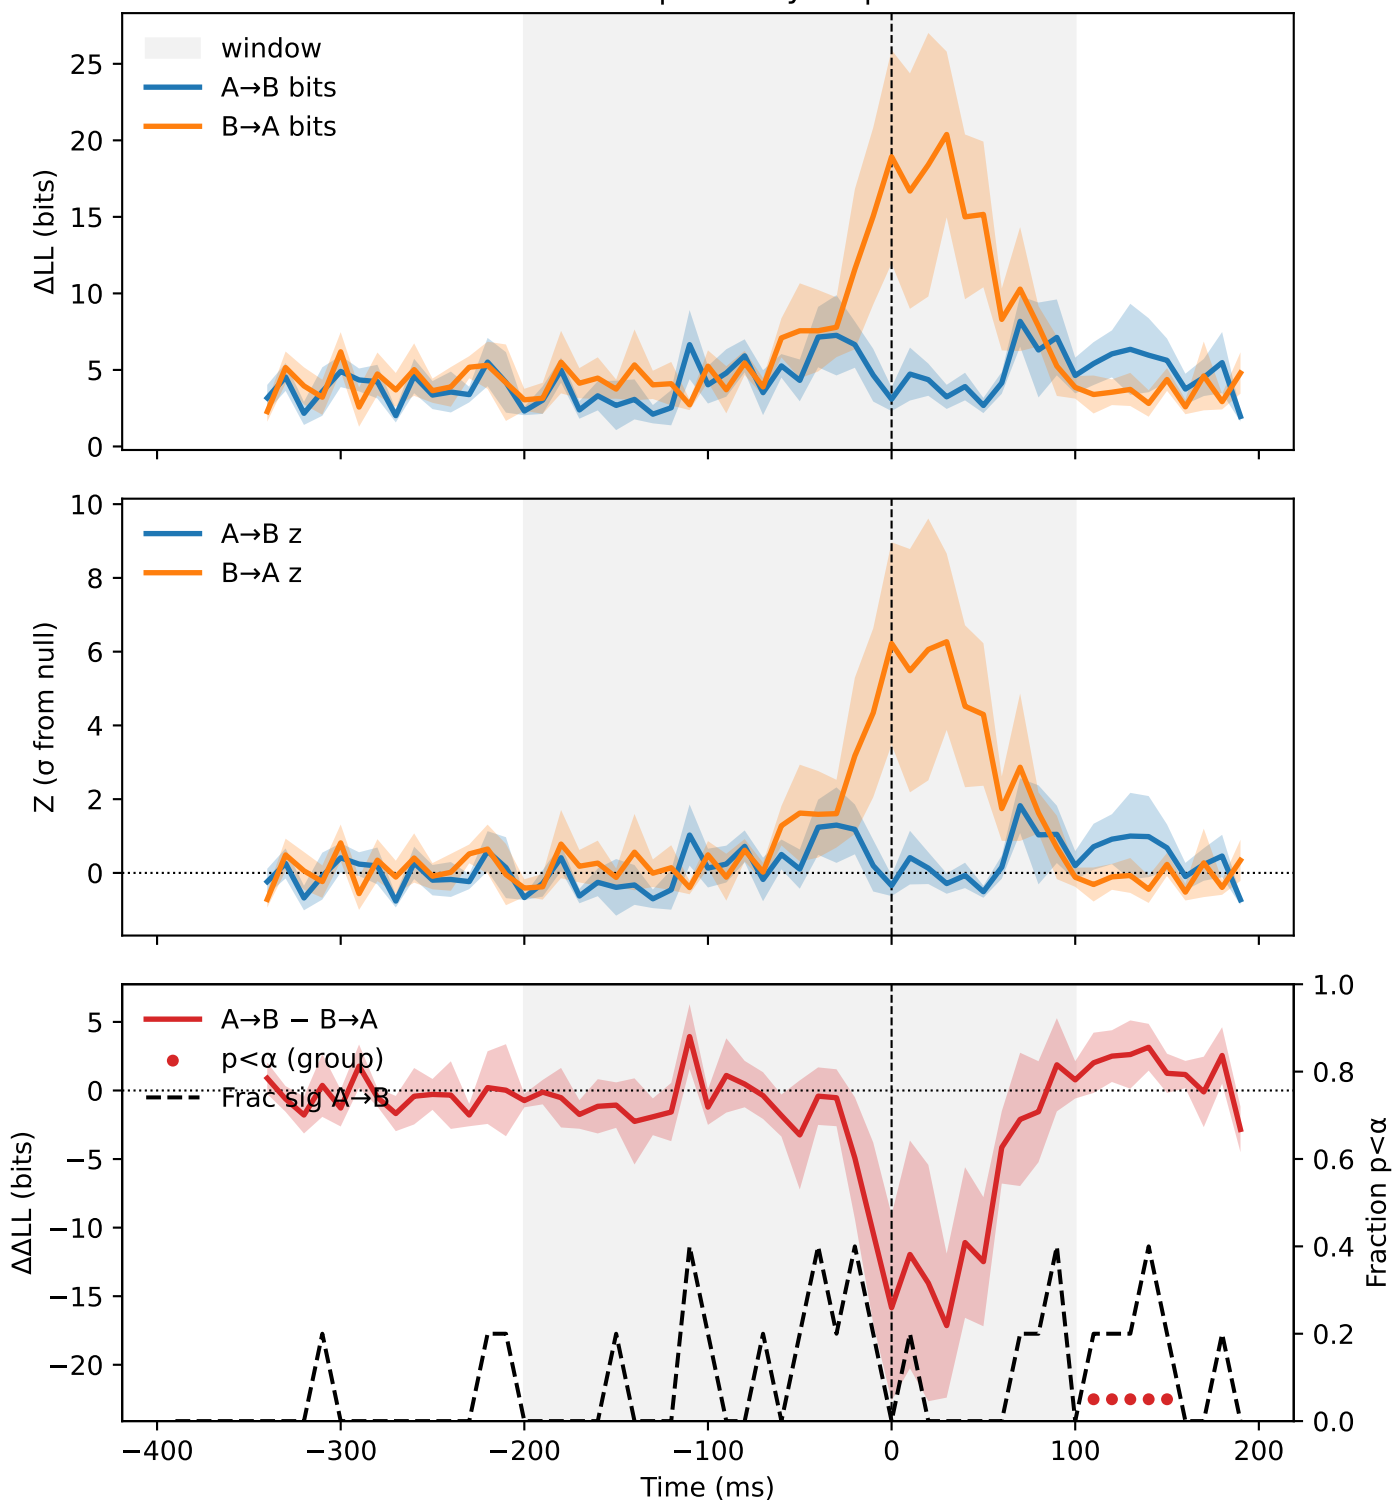 window
A→B bits
B→A bits
ΔLL (bits)
25
20
15
10
5
0
A→B z
B→A z
Z (σ from null)
10
8
6
4
2
0
A→B − B→A
p<α (group)
Frac sig A→B
ΔΔLL (bits)
5
0
−5
−10
−15
−20
1.0
0.8
0.6
0.4
0.2
0.0
Fraction p<α
−400 −300 −200 −100 0 100 200
Time (ms)